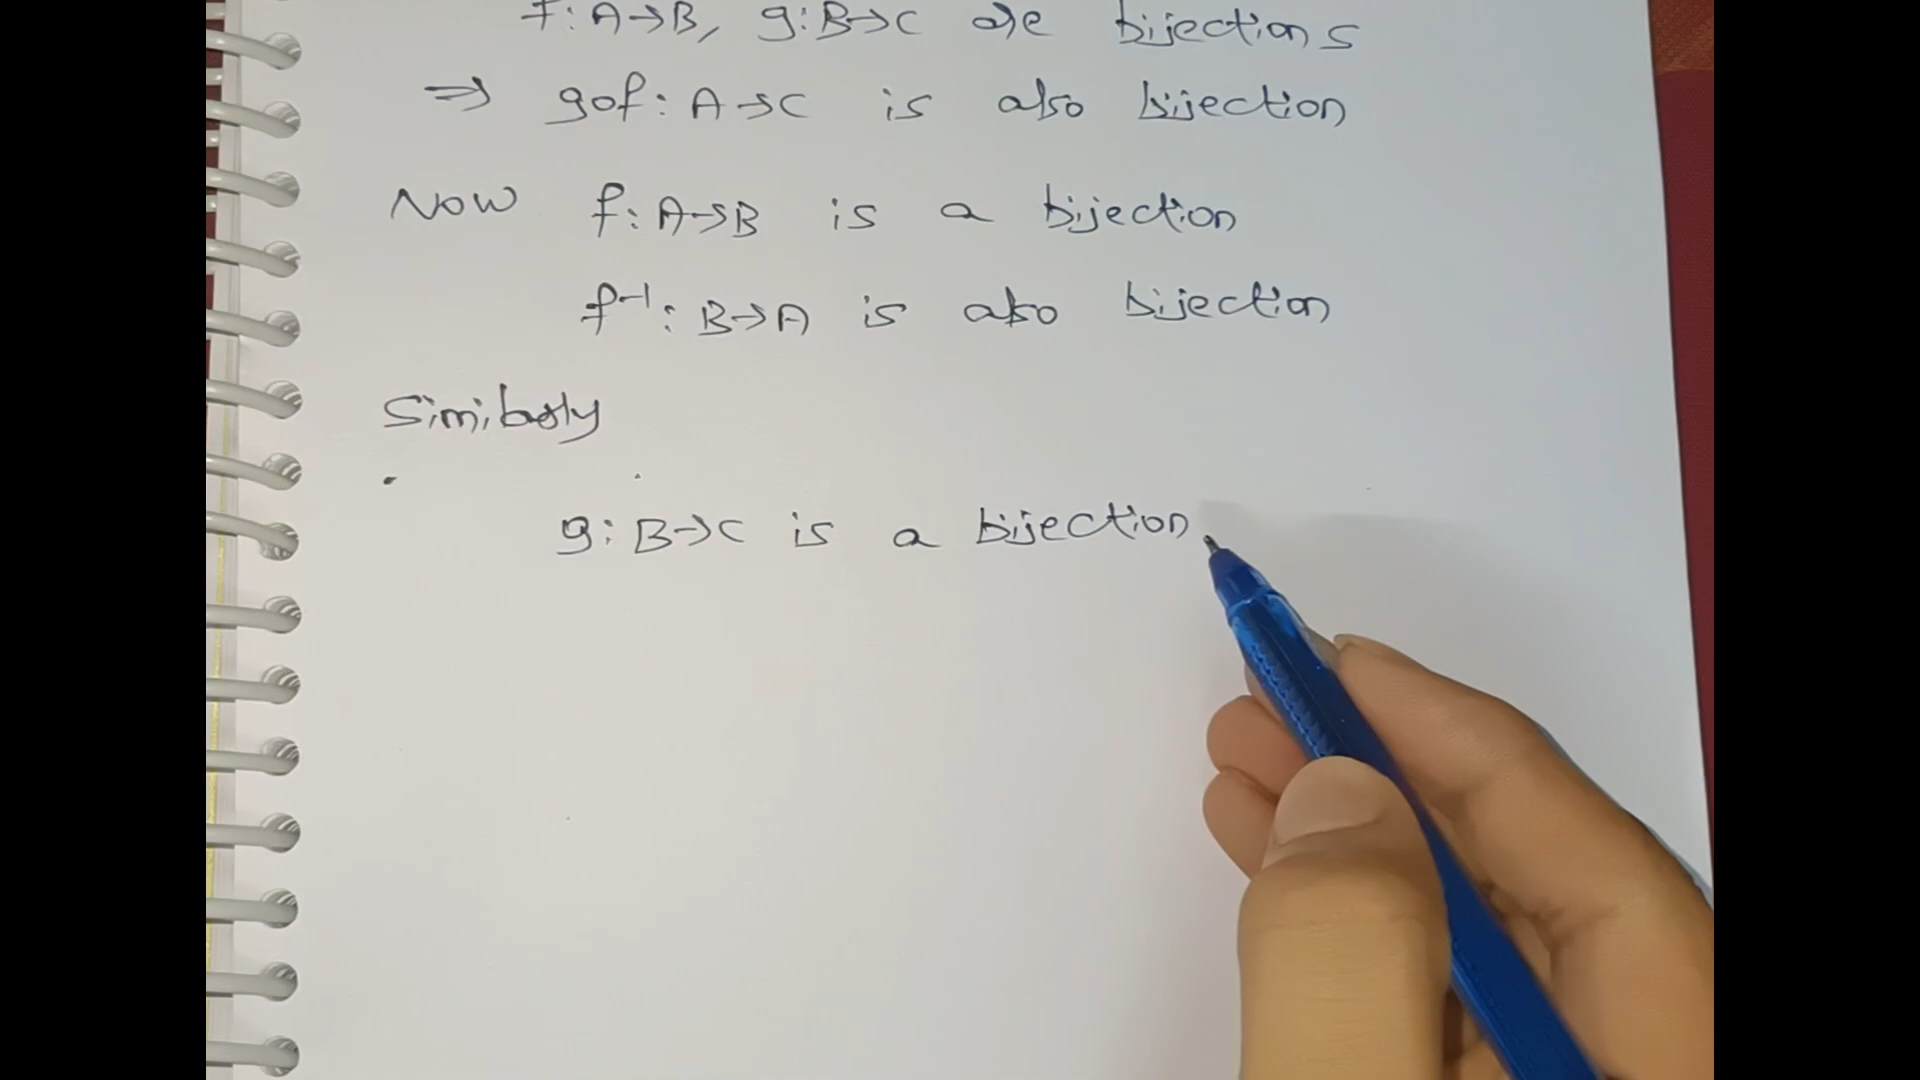 f: A→B, g: B→C are bijections
⇒ gof: A→C is also bijection
Now f: A→B is a bijection
f⁻¹: B→A is also bijection
Similarly
g: B→C is a bijection